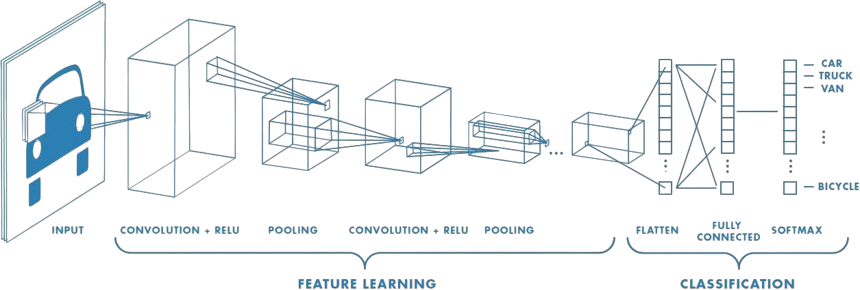 CAR
TRUCK
VAN
BICYCLE
INPUT
CONVOLUTION + RELU
POOLING
CONVOLUTION + RELU
POOLING
FLATTEN
FULLY
CONNECTED
SOFTMAX
FEATURE LEARNING
CLASSIFICATION